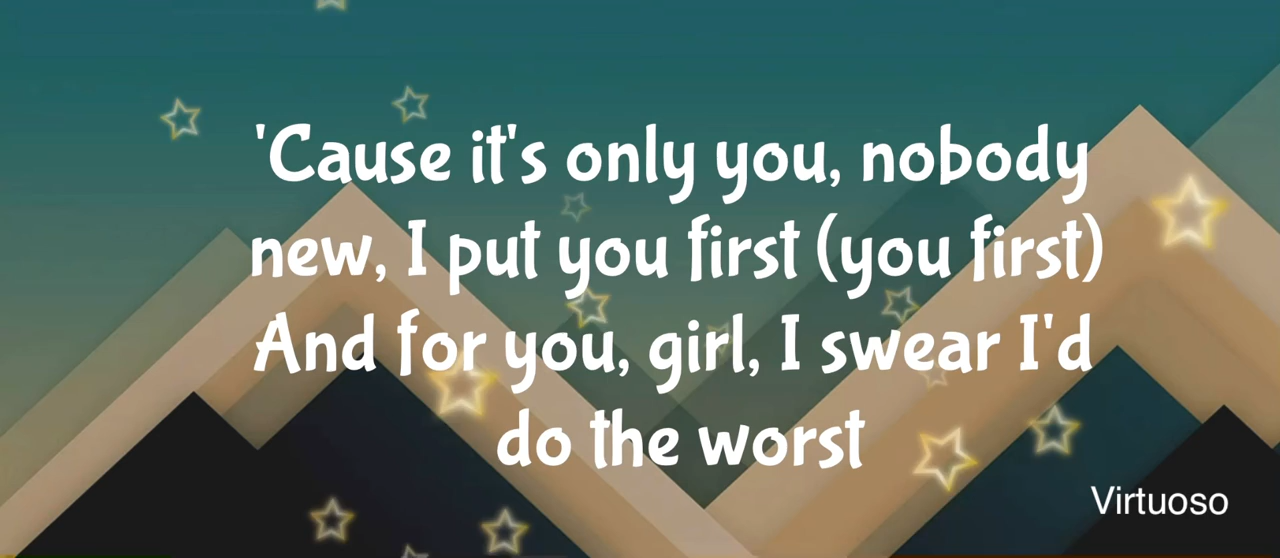 'Cause it's only you, nobody
new, I put you first (you first)
And for you, girl, I swear I'd
do the worst
Virtuoso